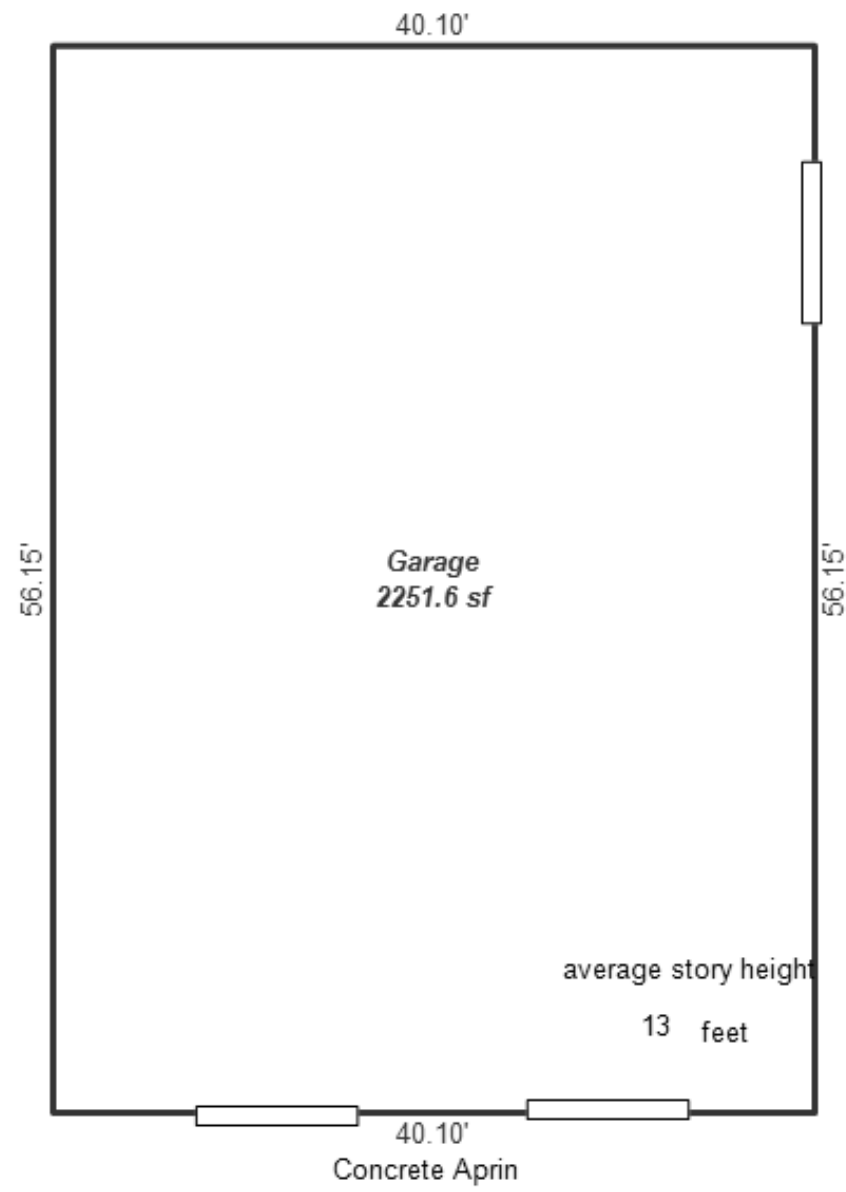 40.10'
56.15'
Garage
2251.6 sf
56.15'
average story height
13 feet
40.10'
Concrete Aprin